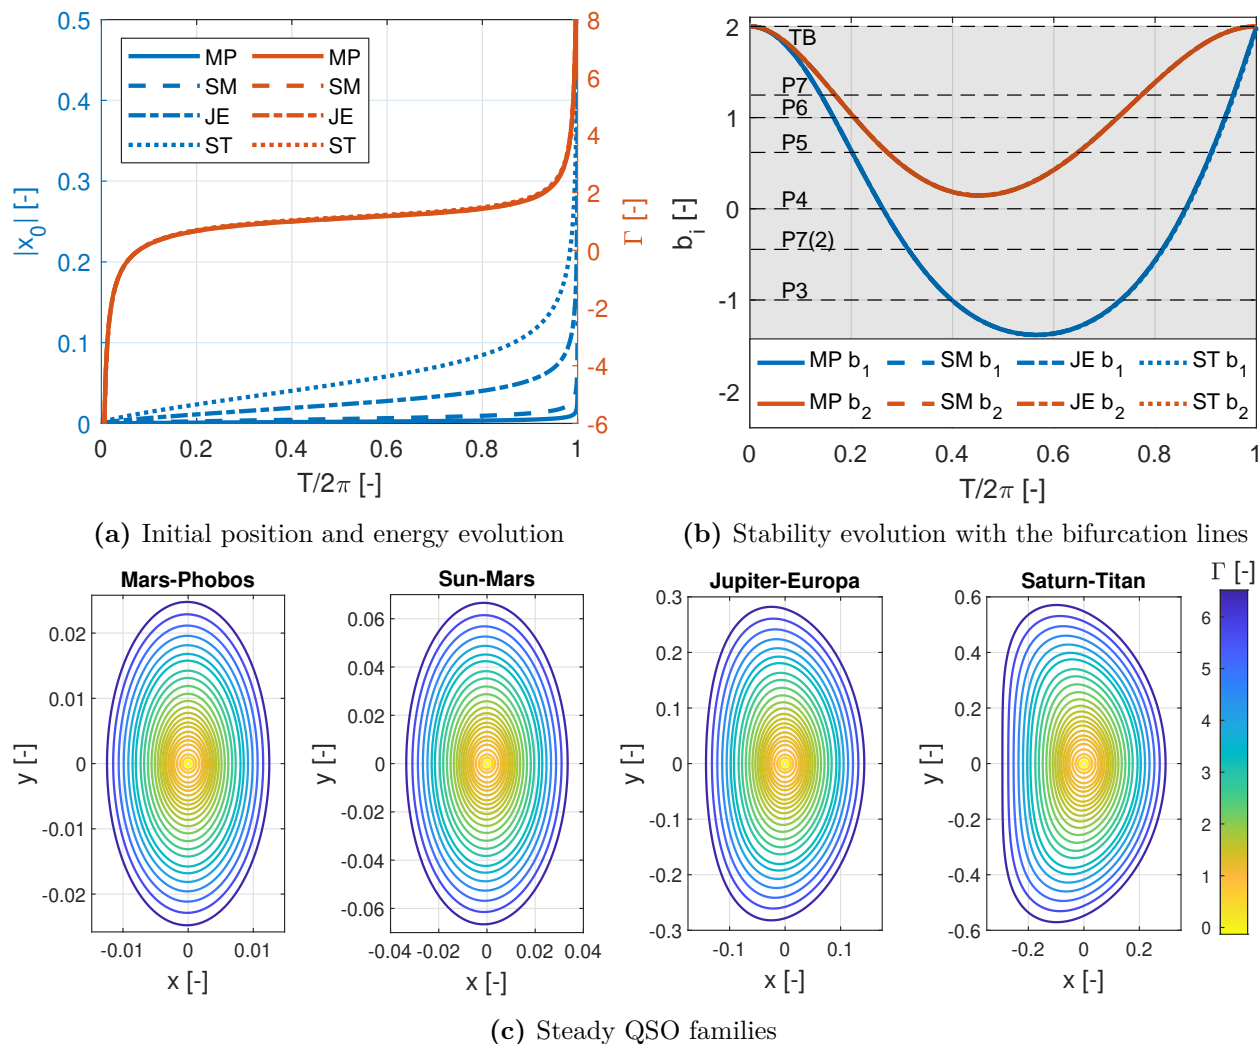 0.5
0.4
0.3
0.2
0.1
0
|x0| [-]
8
6
4
2
0
-2
-4
-6
Γ [-]
MP MP
SM SM
JE JE
ST ST
0 0.2 0.4 0.6 0.8 1
T/2π [-]
(a) Initial position and energy evolution
2
1
0
-1
-2
b_i [-]
TB
P7
P6
P5
P4
P7(2)
P3
MP b_1 SM b_1 JE b_1 ST b_1
MP b_2 SM b_2 JE b_2 ST b_2
0 0.2 0.4 0.6 0.8 1
T/2π [-]
(b) Stability evolution with the bifurcation lines
Mars-Phobos
0.02
0.01
0
-0.01
-0.02
y [-]
-0.01 0 0.01
x [-]
Sun-Mars
0.06
0.04
0.02
0
-0.02
-0.04
-0.06
y [-]
-0.04 -0.02 0 0.02 0.04
x [-]
Jupiter-Europa
0.3
0.2
0.1
0
-0.1
-0.2
-0.3
y [-]
-0.1 0 0.1
x [-]
Saturn-Titan
0.6
0.4
0.2
0
-0.2
-0.4
-0.6
y [-]
-0.2 0 0.2
x [-]
Γ [-]
6
5
4
3
2
1
0
(c) Steady QSO families